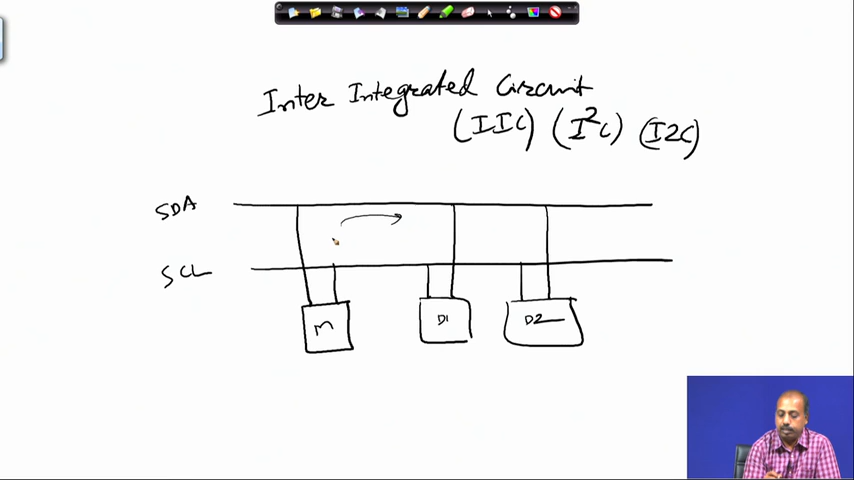 Inter Integrated Circuit
(IIC) (I²C) (I2C)
SDA
SCL
M D1 D2